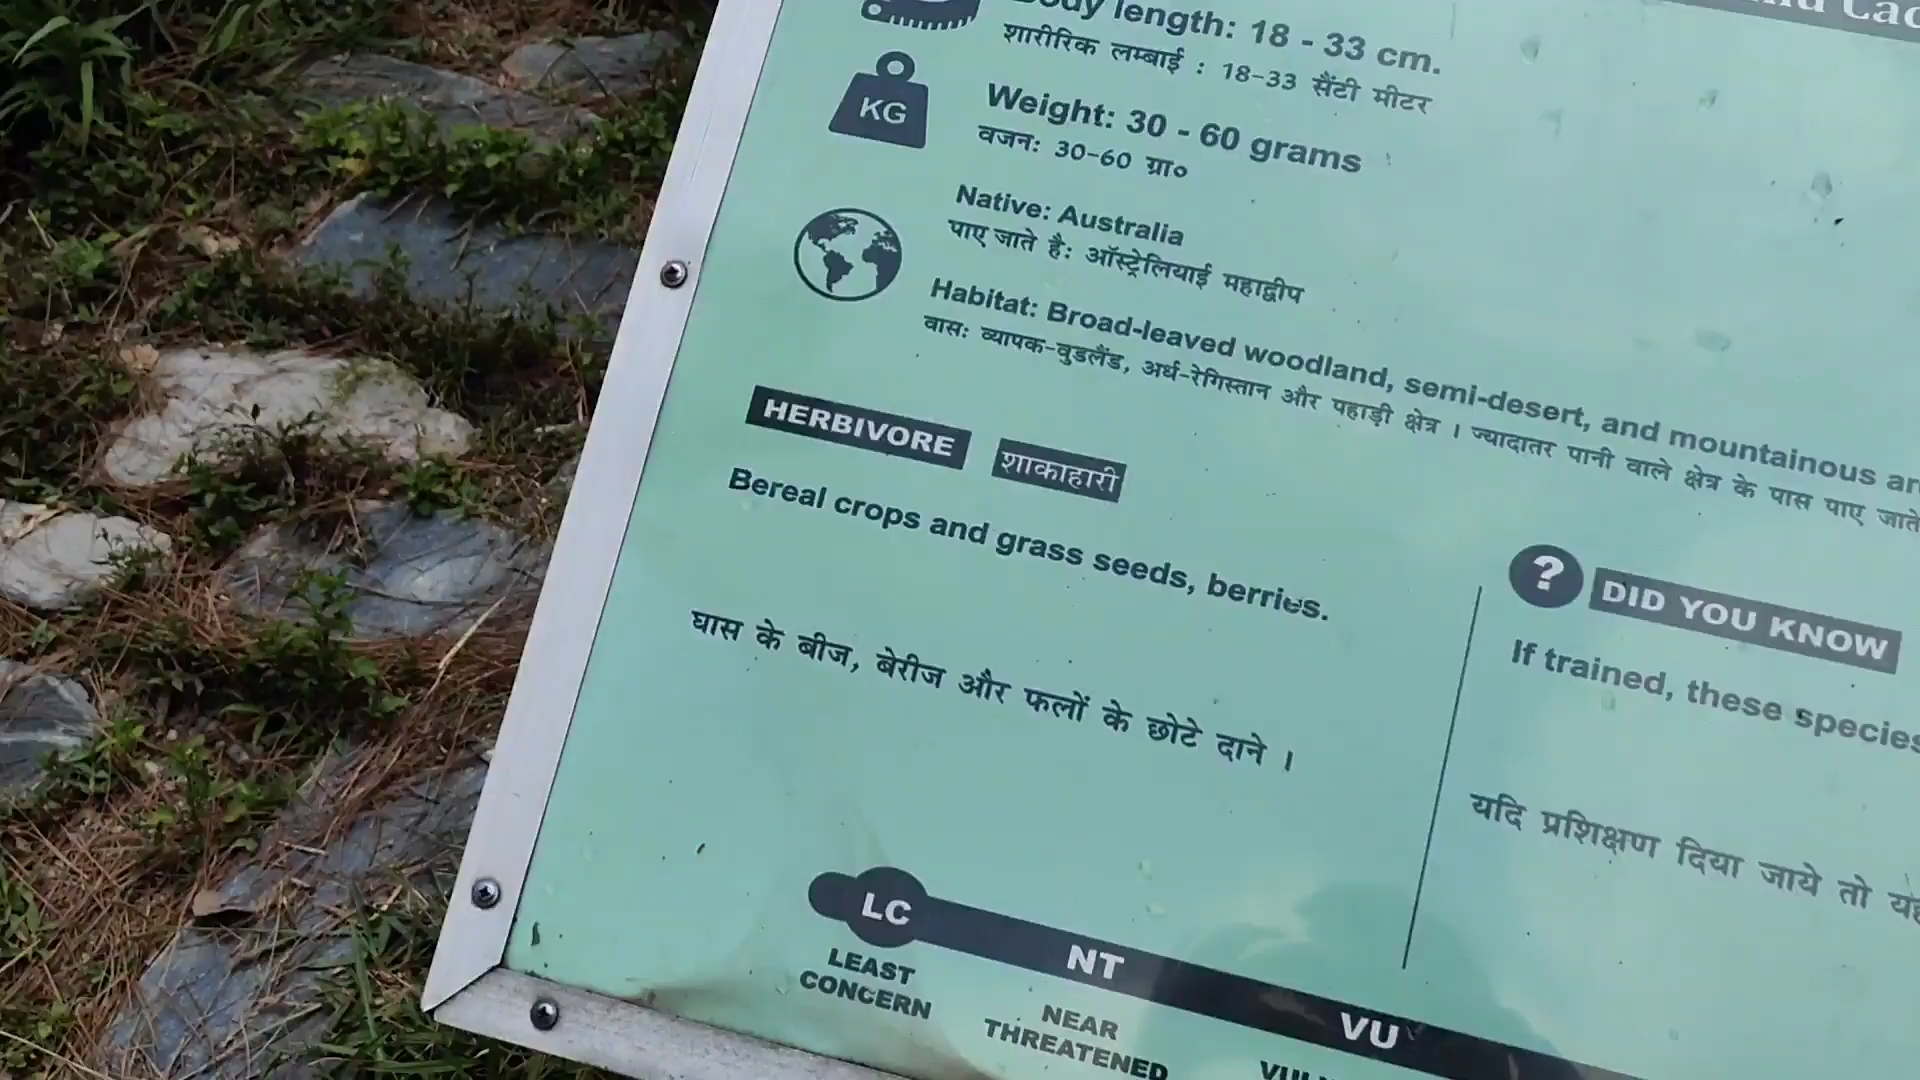 Body length: 18 - 33 cm.
शारीरिक लम्बाई : 18-33 सैंटी मीटर
KG
Weight: 30 - 60 grams
वजन: 30-60 ग्रा०
Native: Australia
पाए जाते है: ऑस्ट्रेलियाई महाद्वीप
Habitat: Broad-leaved woodland, semi-desert, and mountainous
वास: व्यापक-वुडलैंड, अर्ध-रेगिस्तान और पहाड़ी क्षेत्र । ज्यादातर पानी वाले क्षेत्र के पास पाए जाते
HERBIVORE शाकाहारी
Bereal crops and grass seeds, berries.
घास के बीज, बेरीज और फलों के छोटे दाने ।
? DID YOU KNOW
If trained, these species
यदि प्रशिक्षण दिया जाये तो
LC NT VU
LEAST
CONCERN
NEAR
THREATENED